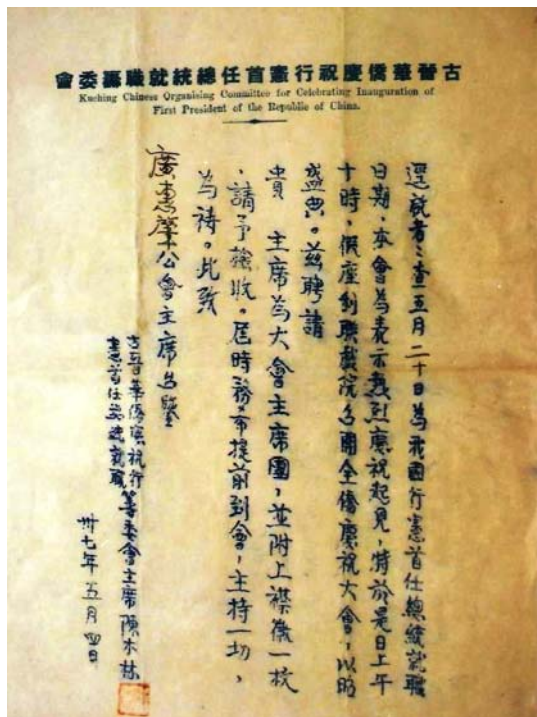 古晉華僑慶祝行憲首任總統就職籌委會
Kuching Chinese Organising Committee for Celebrating Inauguration of
First President of the Republic of China.
逕啟者:查五月二十日為我國行憲首任總統就職
日期,本會為表示熱烈慶祝起見,特於是日上午
十時,假座創聯戲院召開全僑慶祝大會,以昭
盛典。茲聘請
貴 主席為大會主席團,並附上襟徽一枚
,請予撿收。屆時務希提前到會,主持一切,
為禱。此致
廣惠肇公會主席台鑒
古晉華僑慶祝行
憲首任總統就職
籌委會主席陳木林
卅七年五月四日